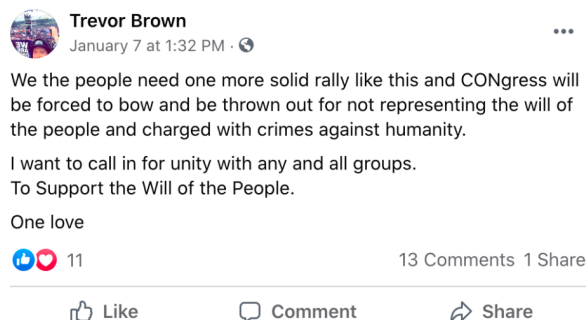 Trevor Brown
January 7 at 1:32 PM ·
We the people need one more solid rally like this and CONgress will
be forced to bow and be thrown out for not representing the will of
the people and charged with crimes against humanity.
I want to call in for unity with any and all groups.
To Support the Will of the People.
One love
11 13 Comments 1 Share
Like Comment Share